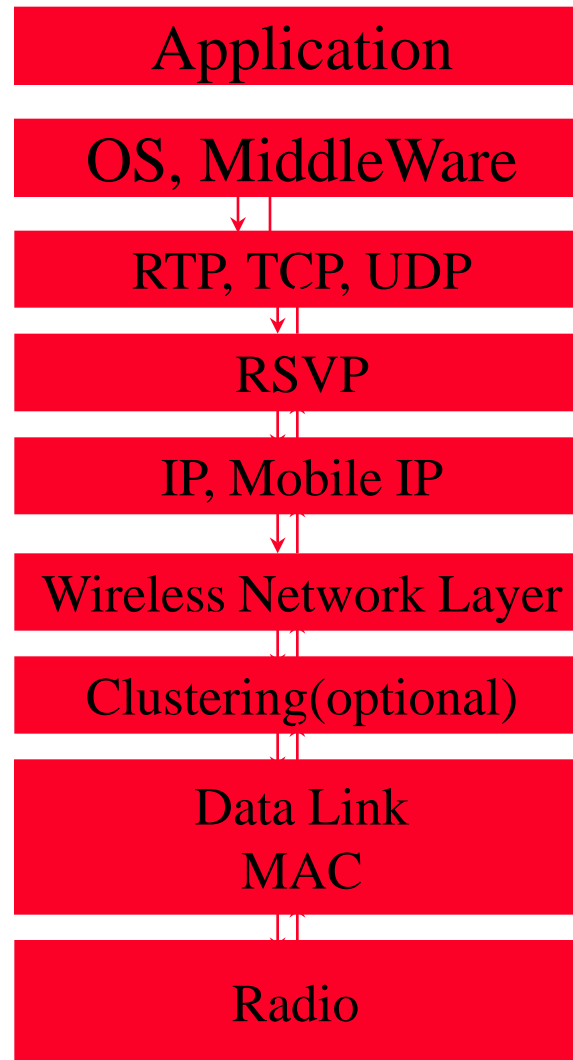 Application
OS, MiddleWare
RTP, TCP, UDP
RSVP
IP, Mobile IP
Wireless Network Layer
Clustering(optional)
Data Link
MAC
Radio